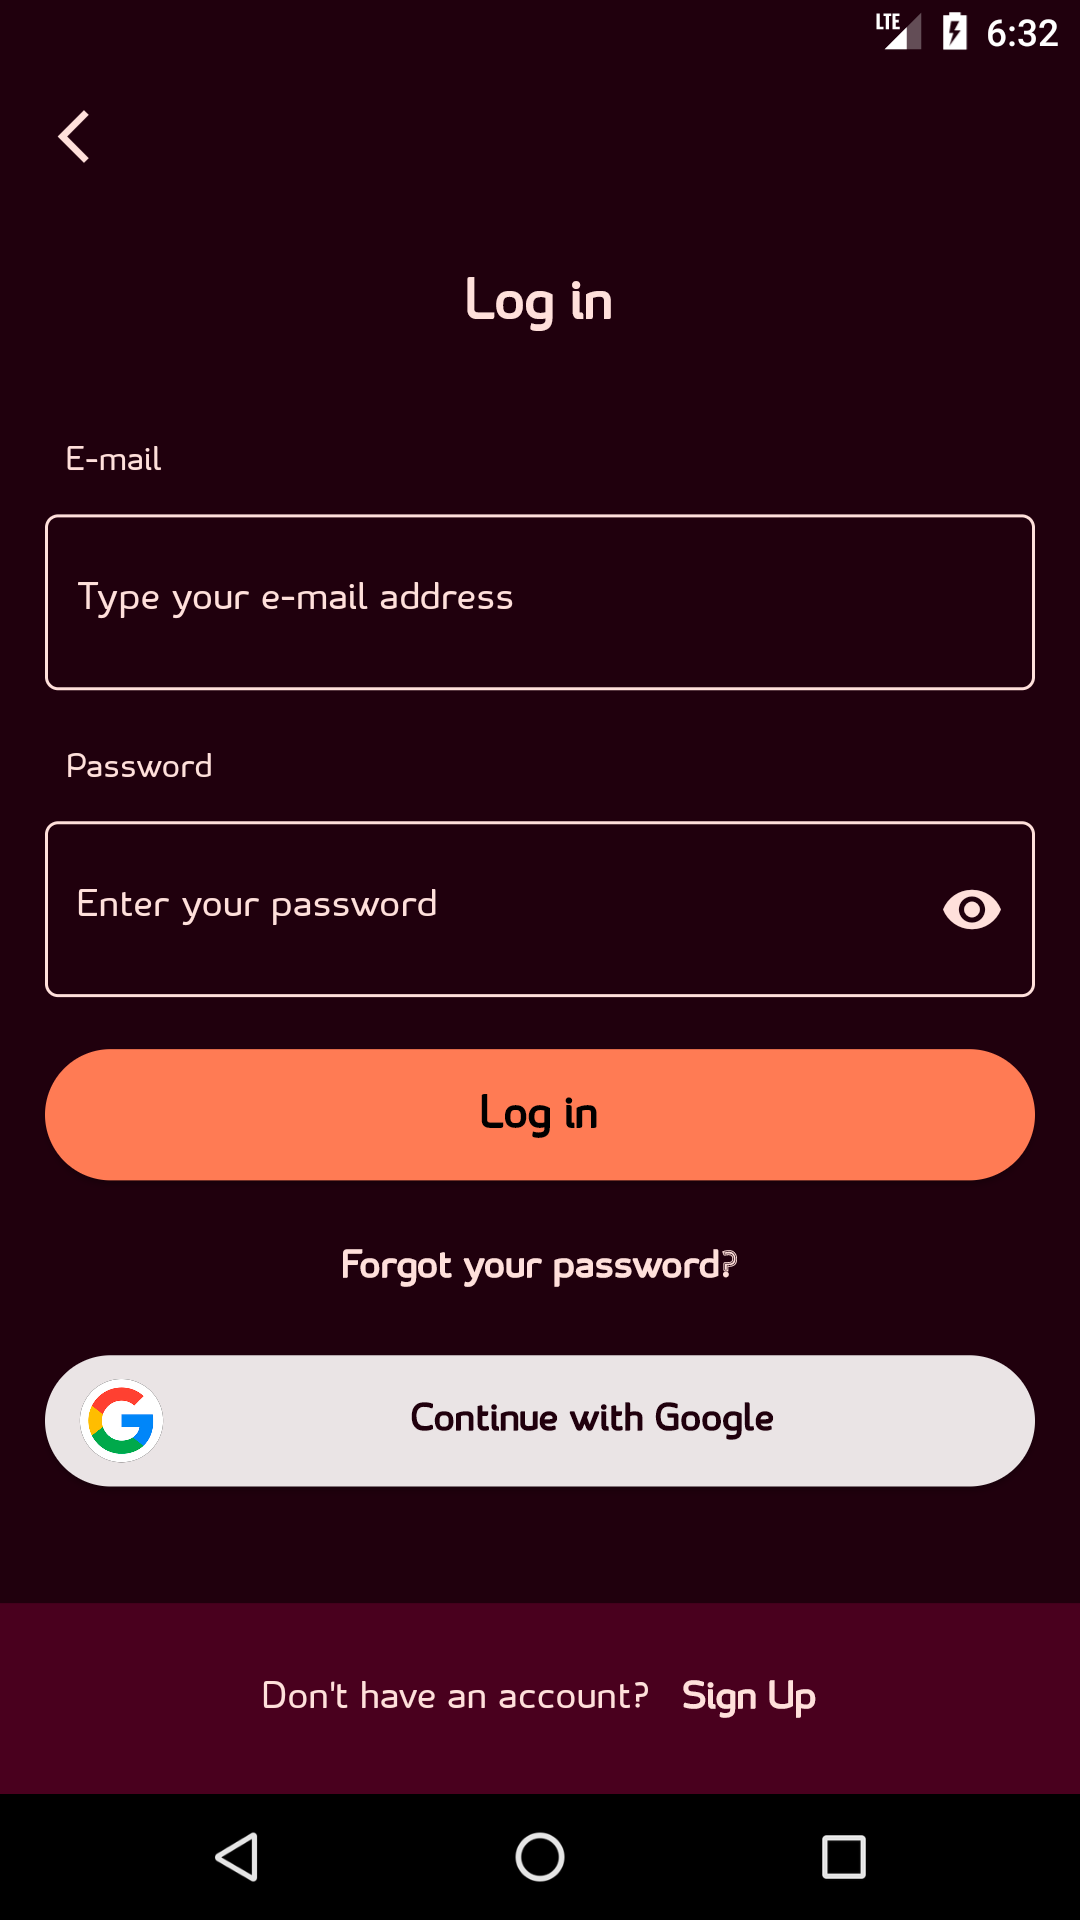 LTE 6:32
Log in
E-mail
Type your e-mail address
Password
Enter your password
Log in
Forgot your password?
Continue with Google
Don't have an account? Sign Up